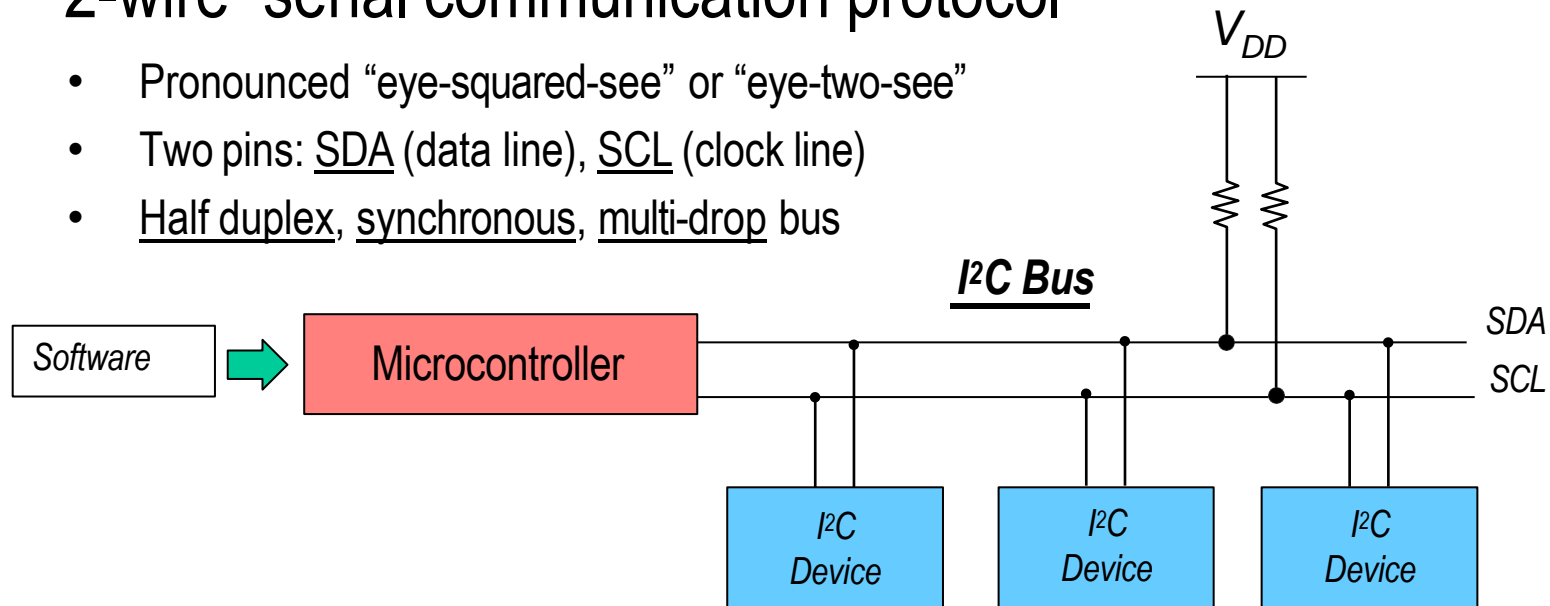 2-wire serial communication protocol
• Pronounced “eye-squared-see” or “eye-two-see”
• Two pins: SDA (data line), SCL (clock line)
• Half duplex, synchronous, multi-drop bus
VDD
I²C Bus
SDA
SCL
Software
Microcontroller
I²C
Device
I²C
Device
I²C
Device